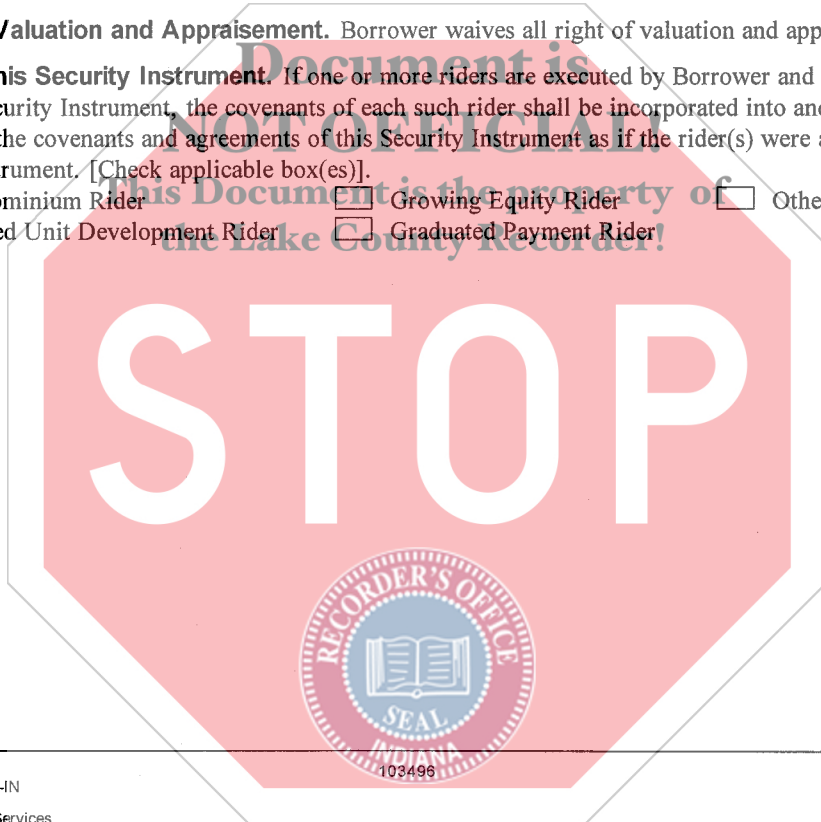 Valuation and Appraisement. Borrower waives all right of valuation and app
Document is
his Security Instrument. If one or more riders are executed by Borrower and
curity Instrument, the covenants of each such rider shall be incorporated into and
NOT OFFICIAL!
the covenants and agreements of this Security Instrument as if the rider(s) were a
trument. [Check applicable box(es)].
This Document is the property of
ominium Rider Growing Equity Rider Othe
the Lake County Recorder!
ed Unit Development Rider Graduated Payment Rider
STOP
RECORDER'S OFFICE
SEAL
INDIANA
103496
-IN
Services